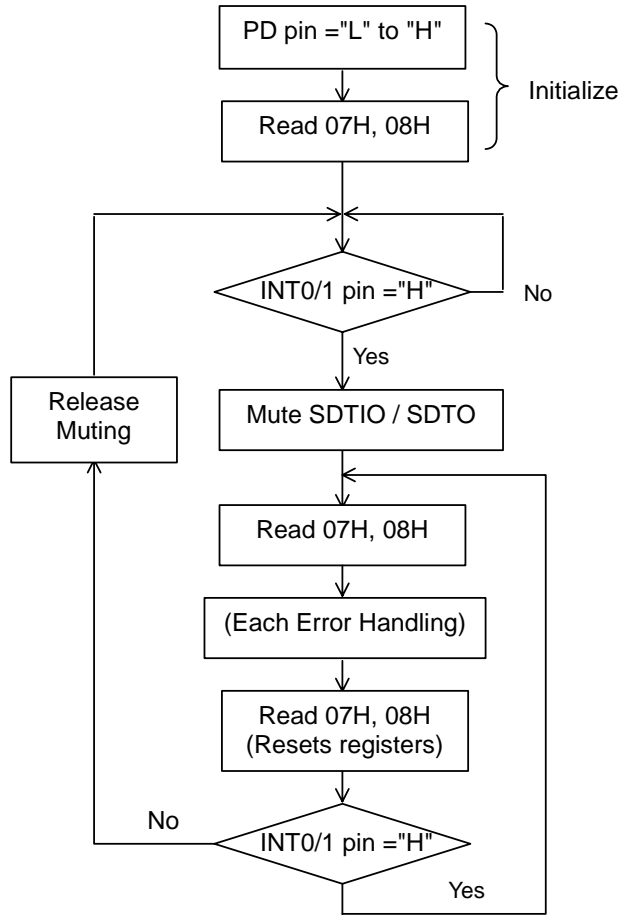 PD pin ="L" to "H"
Initialize
Read 07H, 08H
INT0/1 pin ="H"
No
Yes
Release
Muting
Mute SDTIO / SDTO
Read 07H, 08H
(Each Error Handling)
Read 07H, 08H
(Resets registers)
No
INT0/1 pin ="H"
Yes